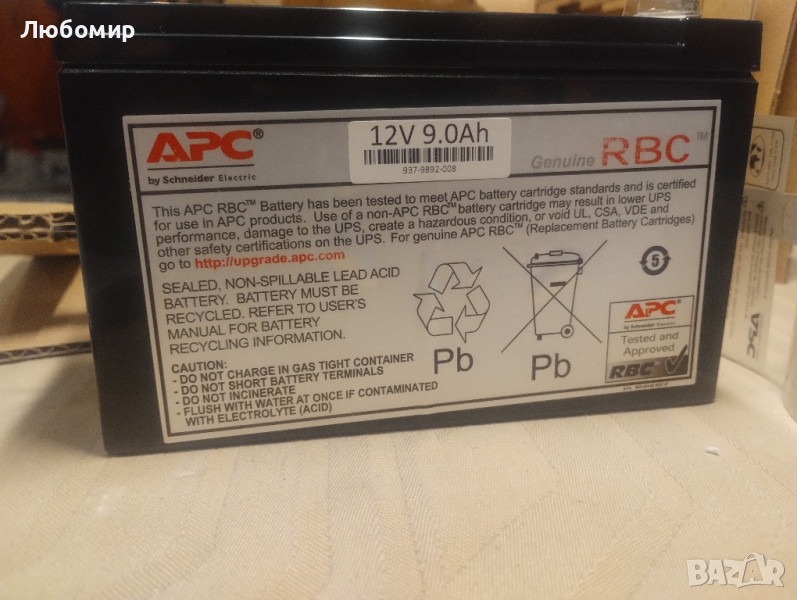 Любомир
APC®
by Schneider Electric
12V 9.0Ah
937-9892-008
Genuine RBC™
This APC RBC™ Battery has been tested to meet APC battery cartridge standards and is certified
for use in APC products. Use of a non-APC RBC™ battery cartridge may result in lower UPS
performance, damage to the UPS, create a hazardous condition, or void UL, CSA, VDE and
other safety certifications on the UPS. For genuine APC RBC™ (Replacement Battery Cartridges)
go to http://upgrade.apc.com
SEALED, NON-SPILLABLE LEAD ACID
BATTERY. BATTERY MUST BE
RECYCLED. REFER TO USER'S
MANUAL FOR BATTERY
RECYCLING INFORMATION.
CAUTION:
- DO NOT CHARGE IN GAS TIGHT CONTAINER
- DO NOT SHORT BATTERY TERMINALS
- DO NOT INCINERATE
- FLUSH WITH WATER AT ONCE IF CONTAMINATED
WITH ELECTROLYTE (ACID)
Pb
Pb
5
APC®
by Schneider Electric
Tested and
Approved
RBC
APC
BAZAR